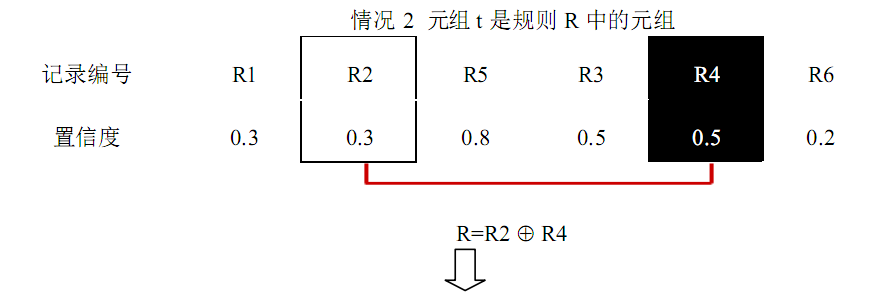 情况 2 元组 t 是规则 R 中的元组
记录编号 R1 R2 R5 R3 R4 R6
置信度 0.3 0.3 0.8 0.5 0.5 0.2
R=R2 ⊕ R4